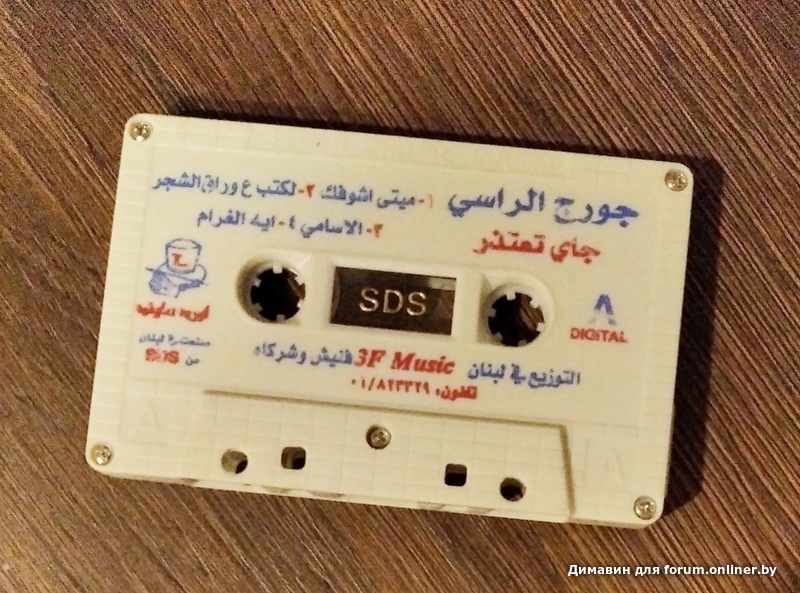 جورج الراسي
جاي تعتذر
١- ميتى اشوفك ٢- لكتب ع وراق الشجر
٣- الاسامي ٤- ايه الغرام
SDS
A
DIGITAL
صنعت في لبنان
من SDS
التوزيع في لبنان 3F Music فنيش وشركاه
تلفون: ٠١/٨٢٣٣٢٩
Димавин для forum.onliner.by